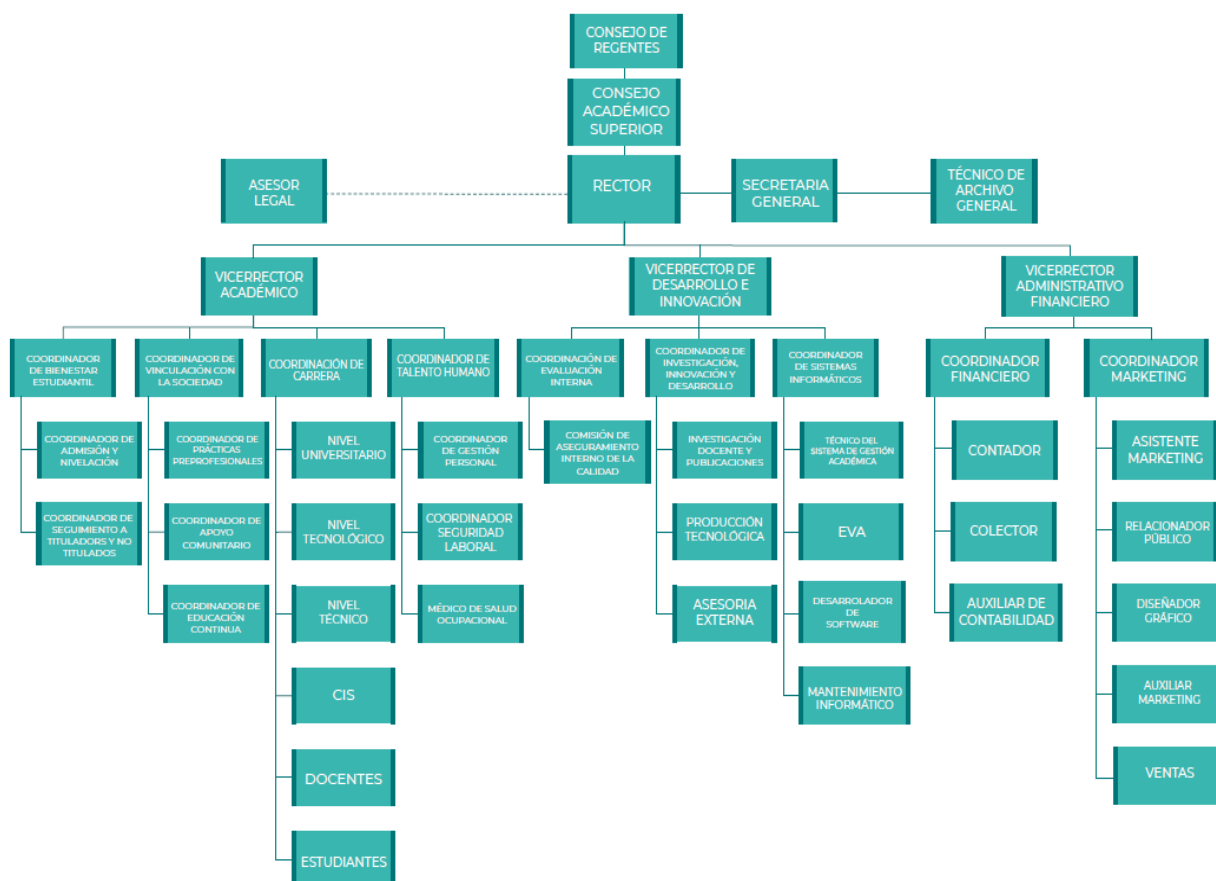 CONSEJO DE
REGENTES
CONSEJO
ACADÉMICO
SUPERIOR
ASESOR
LEGAL
RECTOR
SECRETARIA
GENERAL
TÉCNICO DE
ARCHIVO
GENERAL
VICERRECTOR
ACADÉMICO
VICERRECTOR DE
DESARROLLO E
INNOVACIÓN
VICERRECTOR
ADMINISTRATIVO
FINANCIERO
COORDINADOR
DE BIENESTAR
ESTUDIANTIL
COORDINADOR DE
VINCULACIÓN CON
LA SOCIEDAD
COORDINACIÓN DE
CARRERA
COORDINADOR DE
TALENTO HUMANO
COORDINACIÓN DE
EVALUACIÓN
INTERNA
COORDINADOR DE
INVESTIGACIÓN,
INNOVACIÓN Y
DESARROLLO
COORDINADOR
DE SISTEMAS
INFORMÁTICOS
COORDINADOR
FINANCIERO
COORDINADOR
MARKETING
COORDINADOR DE
ADMISIÓN Y
NIVELACIÓN
COORDINADOR DE
PRÁCTICAS
PREPROFESIONALES
NIVEL
UNIVERSITARIO
COORDINADOR
DE GESTIÓN
PERSONAL
COMISIÓN DE
ASEGURAMIENTO
INTERNO DE LA
CALIDAD
INVESTIGACIÓN
DOCENTE Y
PUBLICACIONES
TÉCNICO DEL
SISTEMA DE GESTIÓN
ACADÉMICA
CONTADOR
ASISTENTE
MARKETING
COORDINADOR DE
SEGUIMIENTO A
TITULADORS Y NO
TITULADOS
COORDINADOR DE
APOYO
COMUNITARIO
NIVEL
TECNOLÓGICO
COORDINADOR
SEGURIDAD
LABORAL
PRODUCCIÓN
TECNOLÓGICA
EVA
COLECTOR
RELACIONADOR
PÚBLICO
COORDINADOR DE
EDUCACIÓN
CONTINUA
NIVEL
TÉCNICO
MÉDICO DE SALUD
OCUPACIONAL
ASESORIA
EXTERNA
DESARROLADOR
DE
SOFTWARE
AUXILIAR DE
CONTABILIDAD
DISEÑADOR
GRÁFICO
CIS
MANTENIMIENTO
INFORMÁTICO
AUXILIAR
MARKETING
DOCENTES
VENTAS
ESTUDIANTES